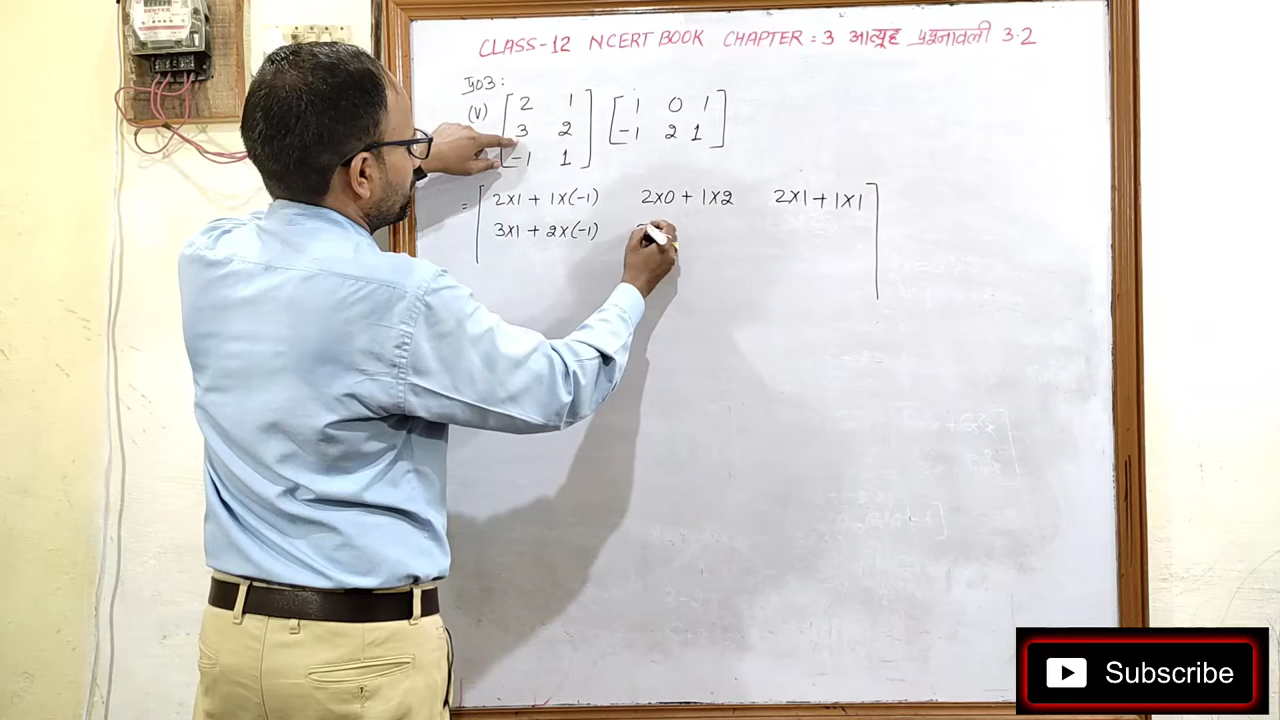 CLASS-12 NCERT BOOK CHAPTER = 3 आव्यूह प्रश्नावली 3.2
प्र03:
(V) [ 2 1 ] [ 1 0 1 ]
3 2 -1 2 1
-1 1
= [ 2x1 + 1x(-1) 2x0 + 1x2 2x1 + 1x1 ]
3x1 + 2x(-1)
Subscribe